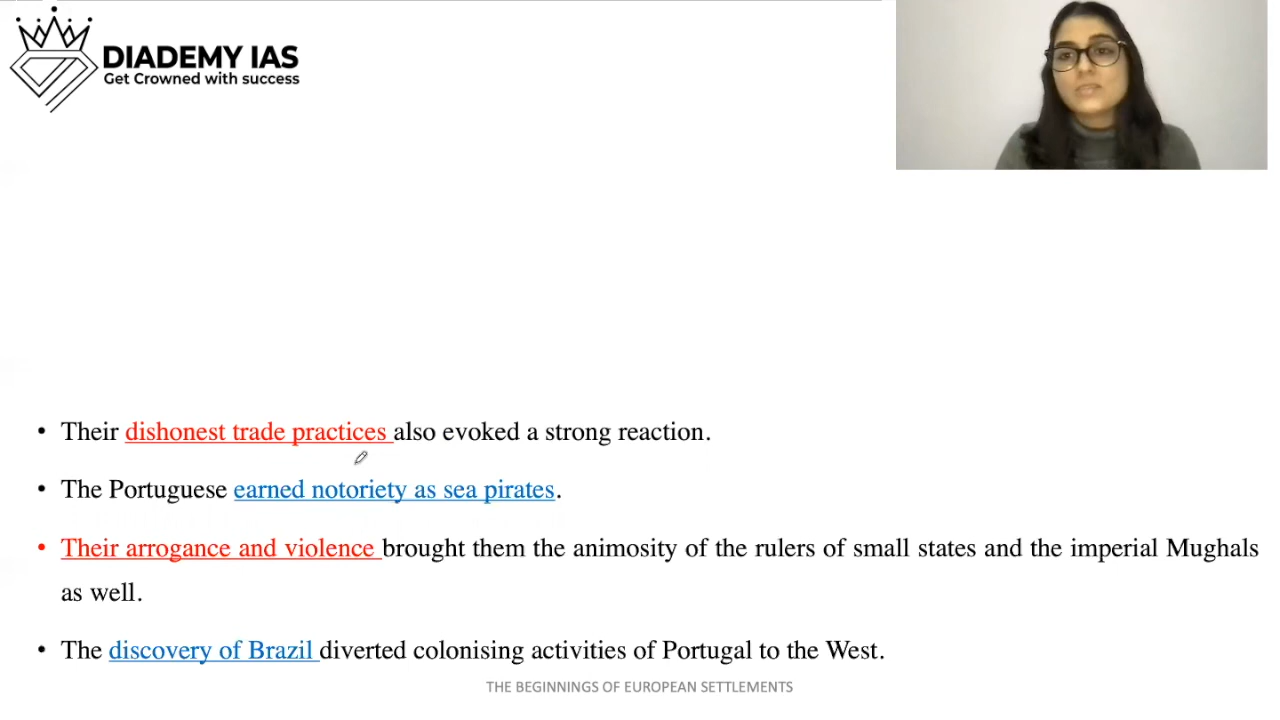 DIADEMY IAS
Get Crowned with success
• Their dishonest trade practices also evoked a strong reaction.
• The Portuguese earned notoriety as sea pirates.
• Their arrogance and violence brought them the animosity of the rulers of small states and the imperial Mughals
as well.
• The discovery of Brazil diverted colonising activities of Portugal to the West.
THE BEGINNINGS OF EUROPEAN SETTLEMENTS